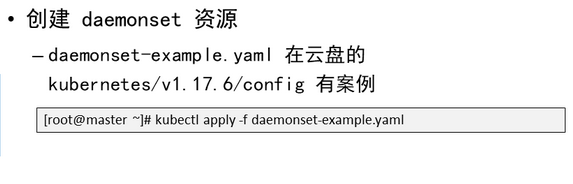 • 创建 daemonset 资源
– daemonset-example.yaml 在云盘的
kubernetes/v1.17.6/config 有案例
[root@master ~]# kubectl apply -f daemonset-example.yaml